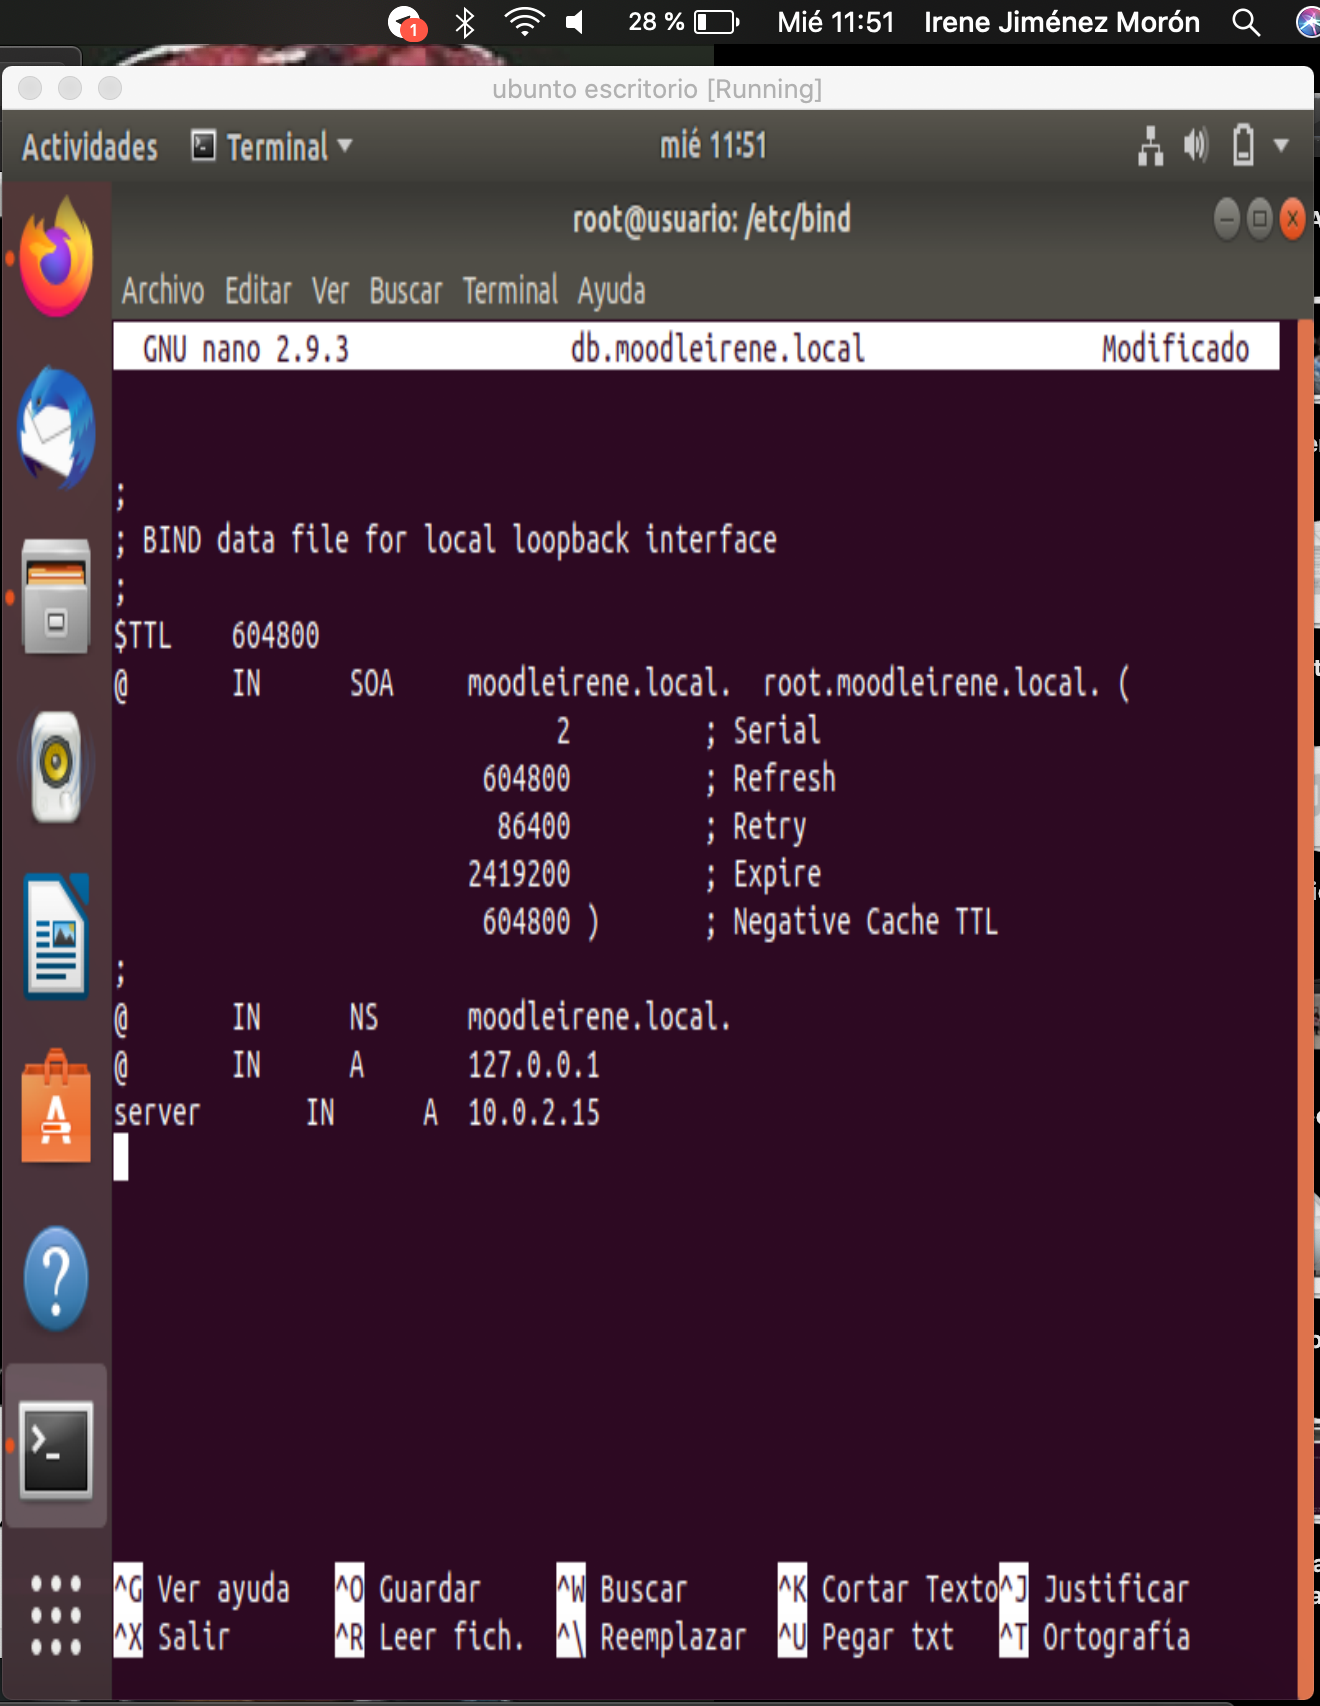 1 28 % Mié 11:51 Irene Jiménez Morón
ubunto escritorio [Running]
Actividades Terminal mié 11:51
root@usuario: /etc/bind
Archivo Editar Ver Buscar Terminal Ayuda
GNU nano 2.9.3 db.moodleirene.local Modificado
;
; BIND data file for local loopback interface
;
$TTL 604800
@ IN SOA moodleirene.local. root.moodleirene.local. (
2 ; Serial
604800 ; Refresh
86400 ; Retry
2419200 ; Expire
604800 ) ; Negative Cache TTL
;
@ IN NS moodleirene.local.
@ IN A 127.0.0.1
server IN A 10.0.2.15
^G Ver ayuda ^O Guardar ^W Buscar ^K Cortar Texto ^J Justificar
^X Salir ^R Leer fich. ^\ Reemplazar ^U Pegar txt ^T Ortografía